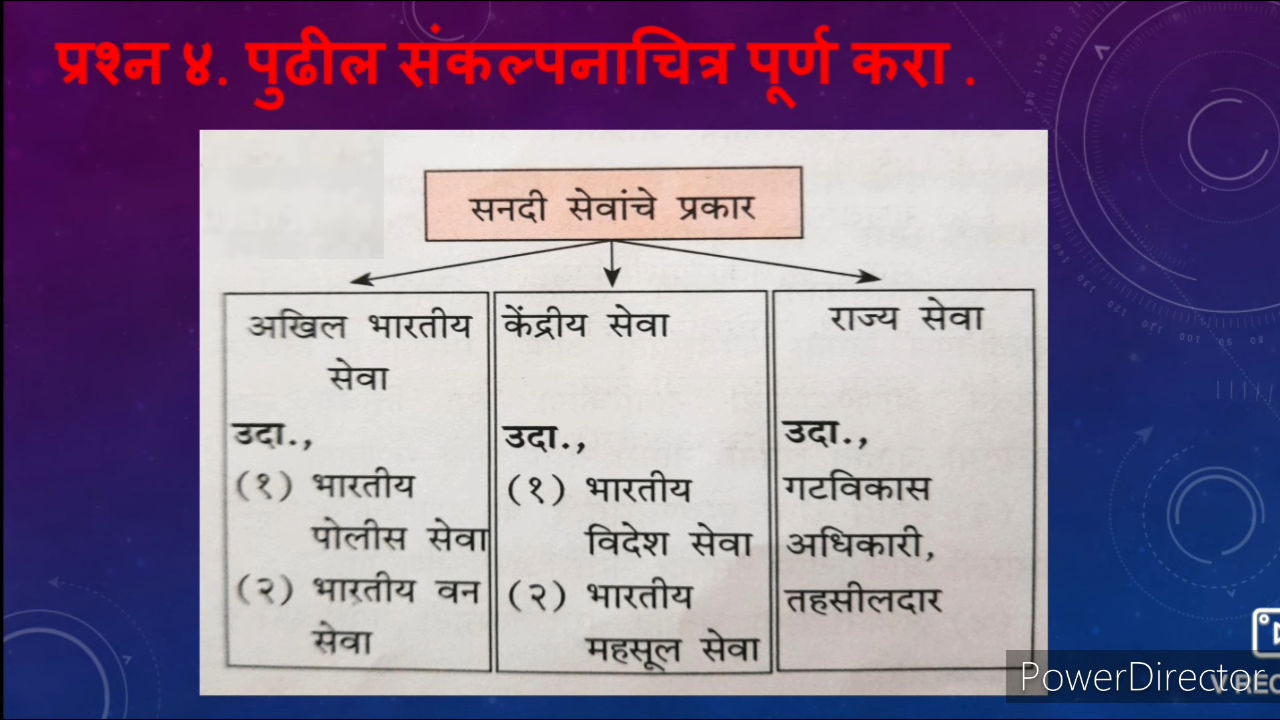 प्रश्न ४. पुढील संकल्पनाचित्र पूर्ण करा .
सनदी सेवांचे प्रकार
अखिल भारतीय
सेवा
उदा.,
(१) भारतीय
पोलीस सेवा
(२) भारतीय वन
सेवा
केंद्रीय सेवा
उदा.,
(१) भारतीय
विदेश सेवा
(२) भारतीय
महसूल सेवा
राज्य सेवा
उदा.,
गटविकास
अधिकारी,
तहसीलदार
PowerDirector